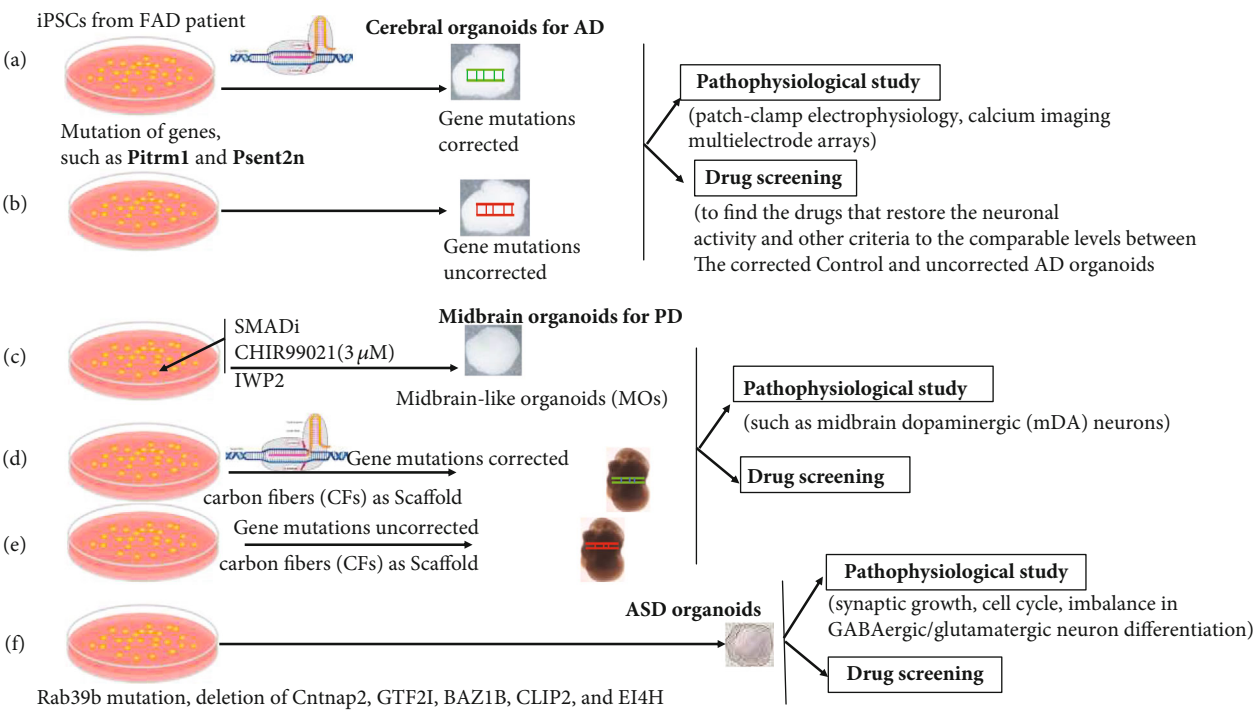 iPSCs from FAD patient
Cerebral organoids for AD
(a)
Gene mutations
corrected
Mutation of genes,
such as Pitrm1 and Psent2n
(b)
Gene mutations
uncorrected
Pathophysiological study
(patch-clamp electrophysiology, calcium imaging
multielectrode arrays)
Drug screening
(to find the drugs that restore the neuronal
activity and other criteria to the comparable levels between
The corrected Control and uncorrected AD organoids
Midbrain organoids for PD
(c)
SMADi
CHIR99021(3 μM)
IWP2
Midbrain-like organoids (MOs)
(d)
Gene mutations corrected
carbon fibers (CFs) as Scaffold
(e)
Gene mutations uncorrected
carbon fibers (CFs) as Scaffold
Pathophysiological study
(such as midbrain dopaminergic (mDA) neurons)
Drug screening
ASD organoids
(f)
Rab39b mutation, deletion of Cntnap2, GTF2I, BAZ1B, CLIP2, and EI4H
Pathophysiological study
(synaptic growth, cell cycle, imbalance in
GABAergic/glutamatergic neuron differentiation)
Drug screening